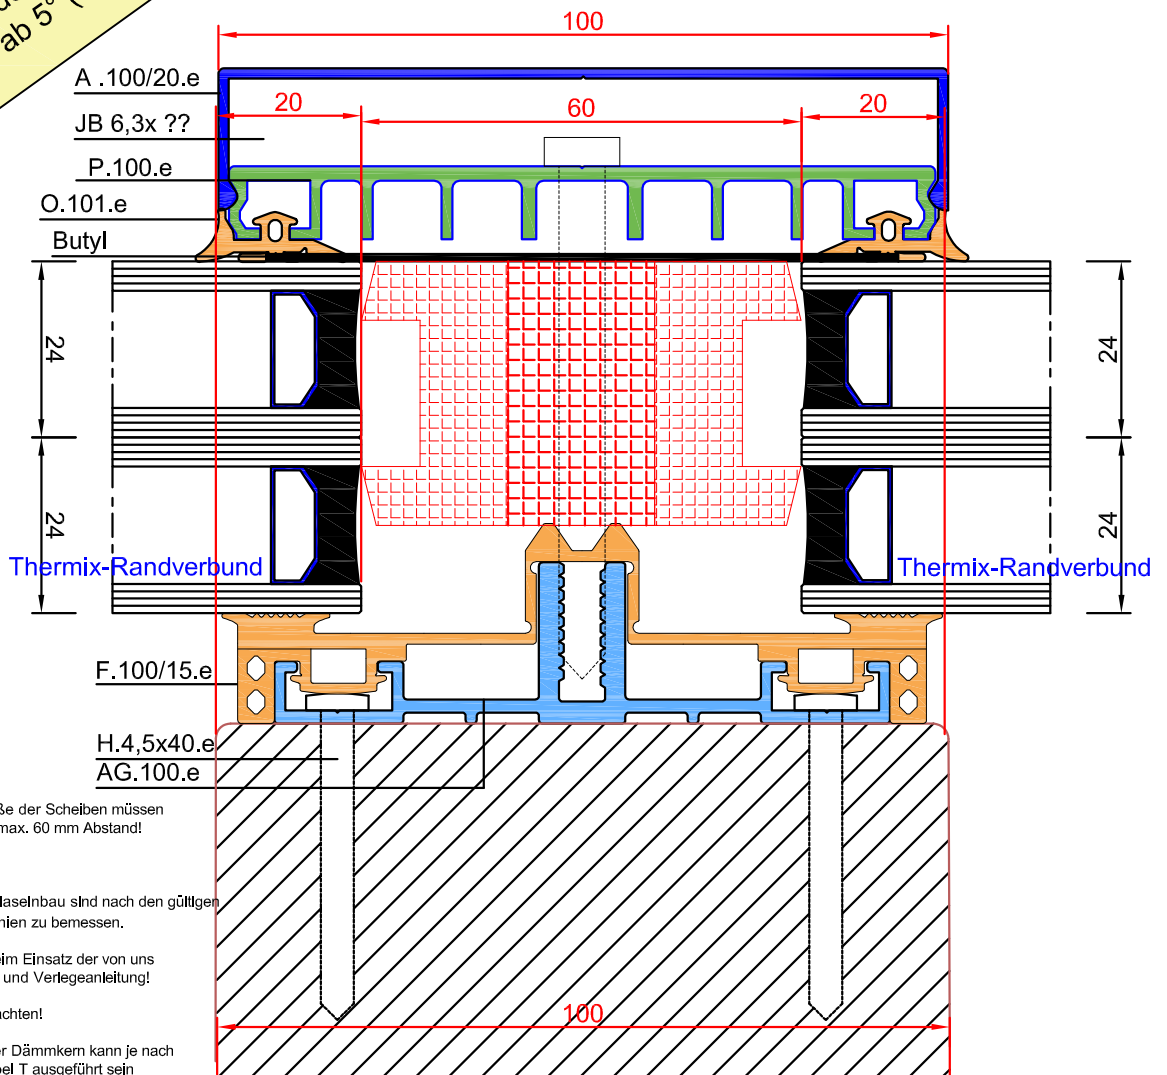 ab 5° (
100
A .100/20.e
20
60
20
JB 6,3x ??
P.100.e
O.101.e
Butyl
24
24
24
24
Thermix-Randverbund
Thermix-Randverbund
F.100/15.e
H.4,5x40.e
AG.100.e
ße der Scheiben müssen
max. 60 mm Abstand!
laseinbau sind nach den gültigen
nien zu bemessen.
eim Einsatz der von uns
und Verlegeanleitung!
achten!
100
er Dämmkern kann je nach
bel T ausgeführt sein